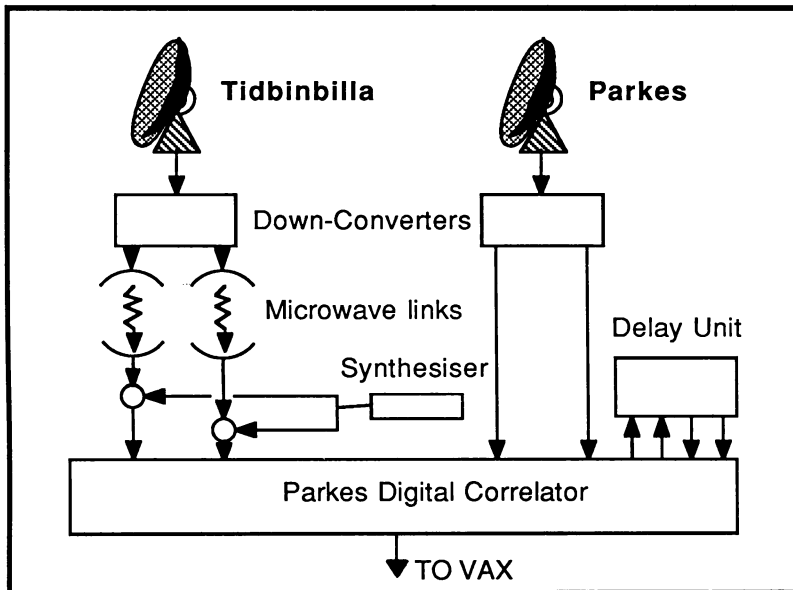 Tidbinbilla
Parkes
Down-Converters
Microwave links
Delay Unit
Synthesiser
Parkes Digital Correlator
TO VAX